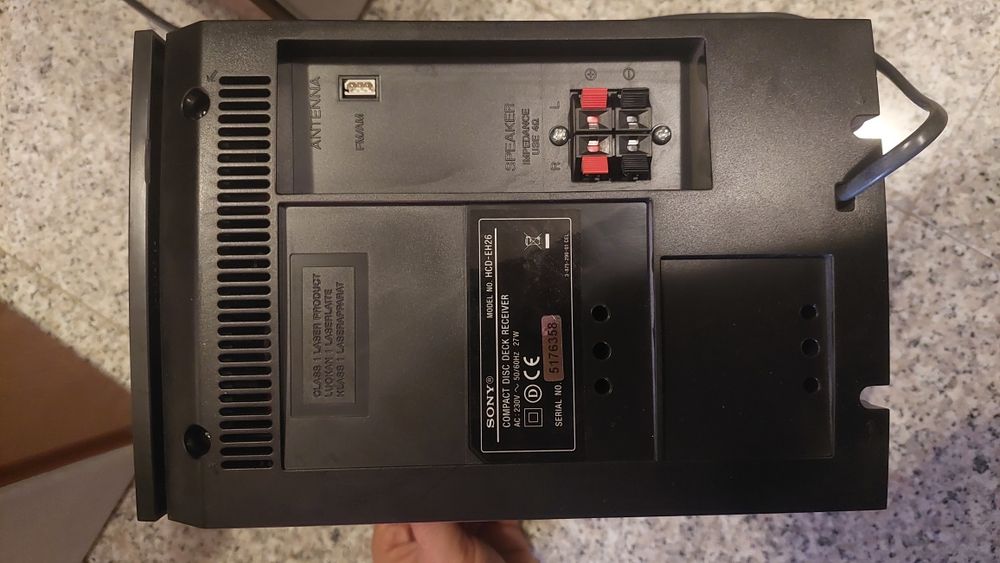 ANTENNA
FM/AM
SPEAKER
IMPEDANCE
USE 4Ω
L
R
⊕
⊖
CLASS 1 LASER PRODUCT
LUOKAN 1 LASERLAITE
KLASS 1 LASERAPPARAT
SONY®
MODEL NO. HCD-EH26
COMPACT DISC DECK RECEIVER
AC 230V ~ 50/60HZ 27W
D CE
SERIAL NO. 5176358